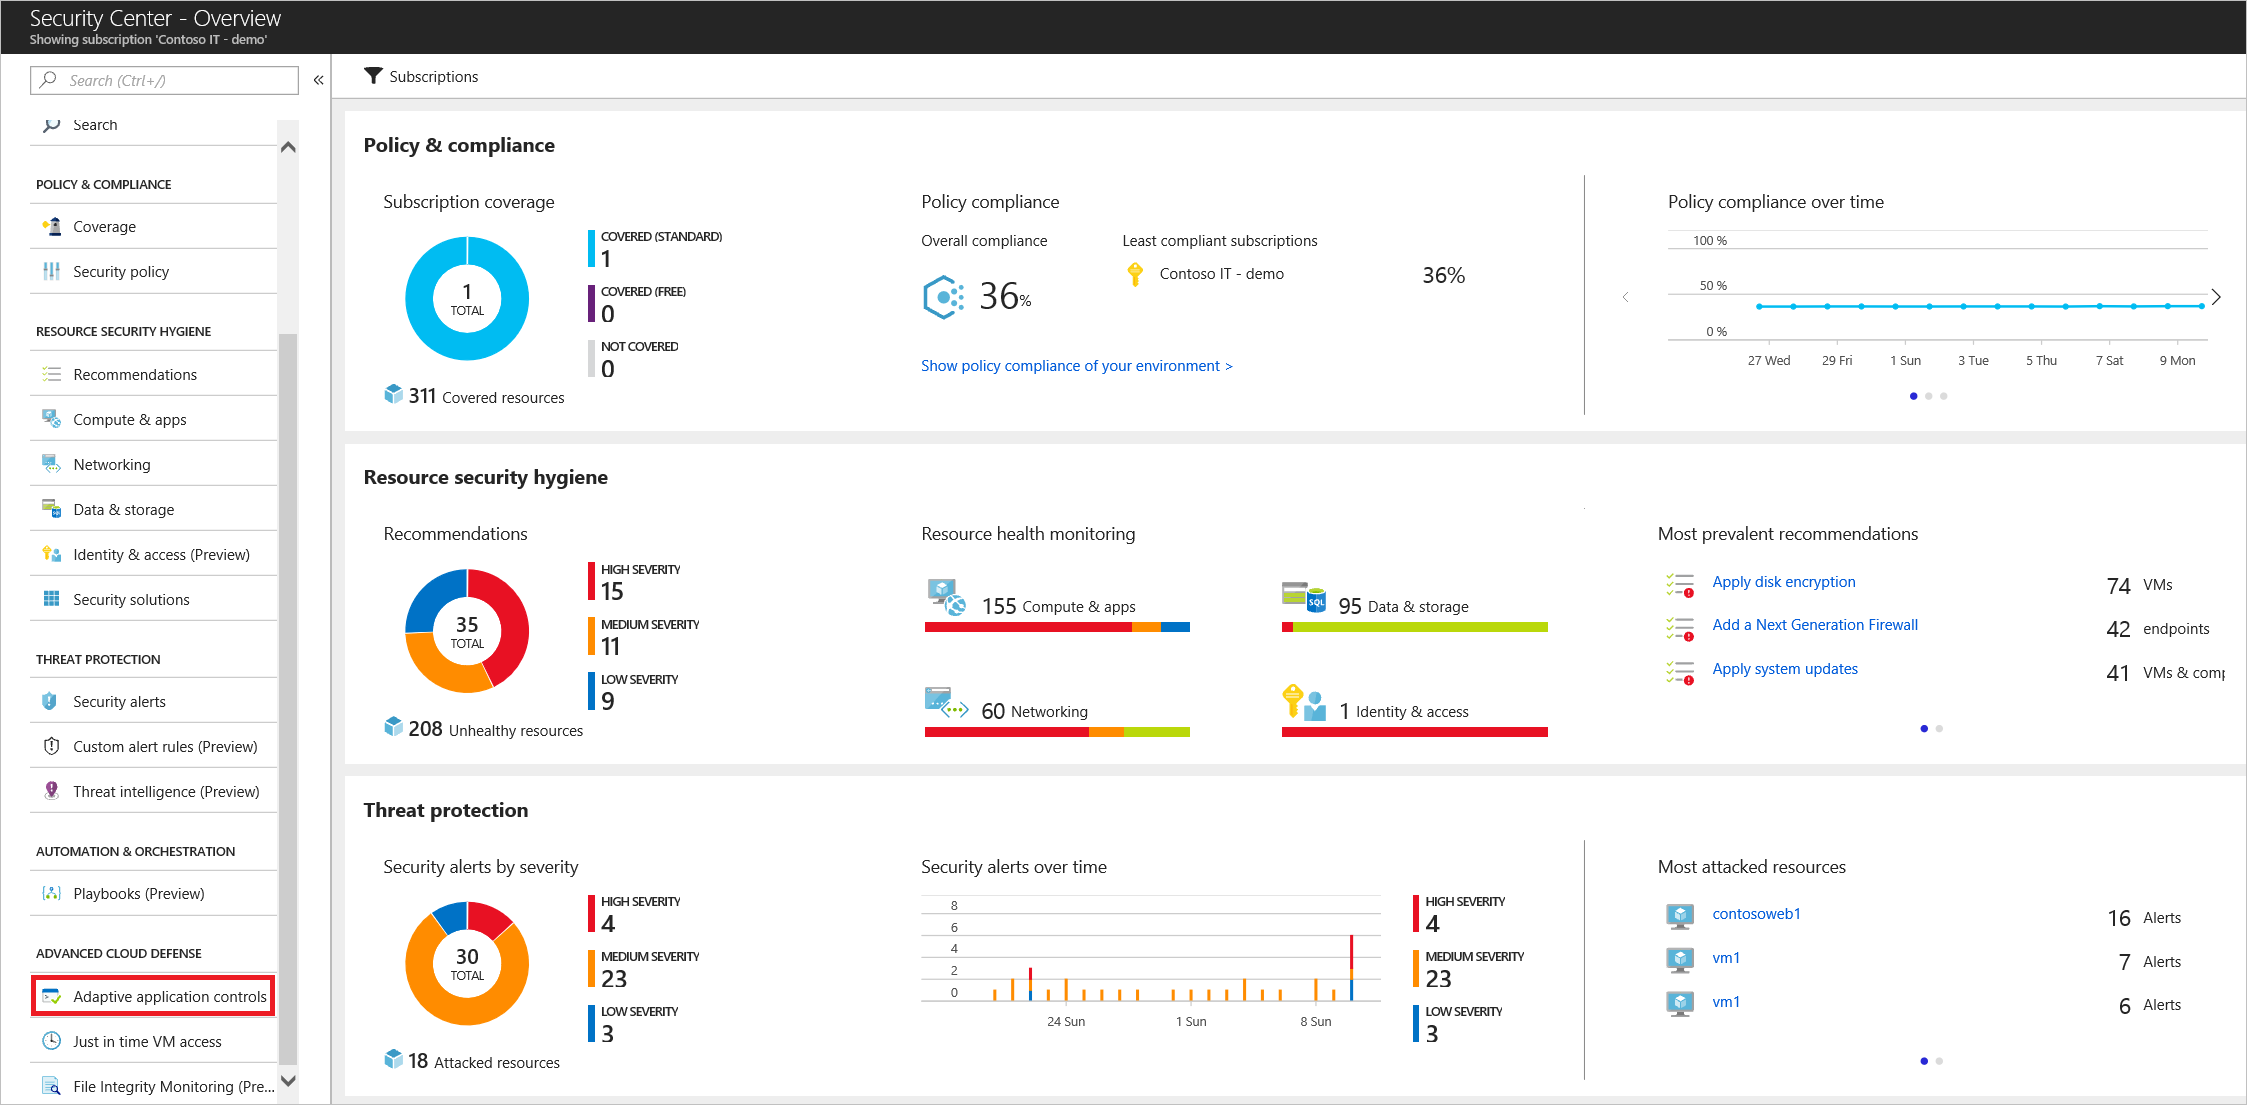 Security Center - Overview
Showing subscription 'Contoso IT - demo'
Search (Ctrl+/)
«
Search
POLICY & COMPLIANCE
Coverage
Security policy
RESOURCE SECURITY HYGIENE
Recommendations
Compute & apps
Networking
Data & storage
Identity & access (Preview)
Security solutions
THREAT PROTECTION
Security alerts
Custom alert rules (Preview)
Threat intelligence (Preview)
AUTOMATION & ORCHESTRATION
Playbooks (Preview)
ADVANCED CLOUD DEFENSE
Adaptive application controls
Just in time VM access
File Integrity Monitoring (Pre...
Subscriptions
Policy & compliance
Subscription coverage
1
TOTAL
COVERED (STANDARD)
1
COVERED (FREE)
0
NOT COVERED
0
311 Covered resources
Policy compliance
Overall compliance
36%
Least compliant subscriptions
Contoso IT - demo 36%
Show policy compliance of your environment >
Policy compliance over time
100 %
50 %
0 %
27 Wed 29 Fri 1 Sun 3 Tue 5 Thu 7 Sat 9 Mon
Resource security hygiene
Recommendations
35
TOTAL
HIGH SEVERITY
15
MEDIUM SEVERITY
11
LOW SEVERITY
9
208 Unhealthy resources
Resource health monitoring
155 Compute & apps
SQL
95 Data & storage
60 Networking
1 Identity & access
Most prevalent recommendations
Apply disk encryption 74 VMs
Add a Next Generation Firewall 42 endpoints
Apply system updates 41 VMs & comp
Threat protection
Security alerts by severity
30
TOTAL
HIGH SEVERITY
4
MEDIUM SEVERITY
23
LOW SEVERITY
3
18 Attacked resources
Security alerts over time
8
6
4
2
0
24 Sun 1 Sun 8 Sun
HIGH SEVERITY
4
MEDIUM SEVERITY
23
LOW SEVERITY
3
Most attacked resources
contosoweb1 16 Alerts
vm1 7 Alerts
vm1 6 Alerts